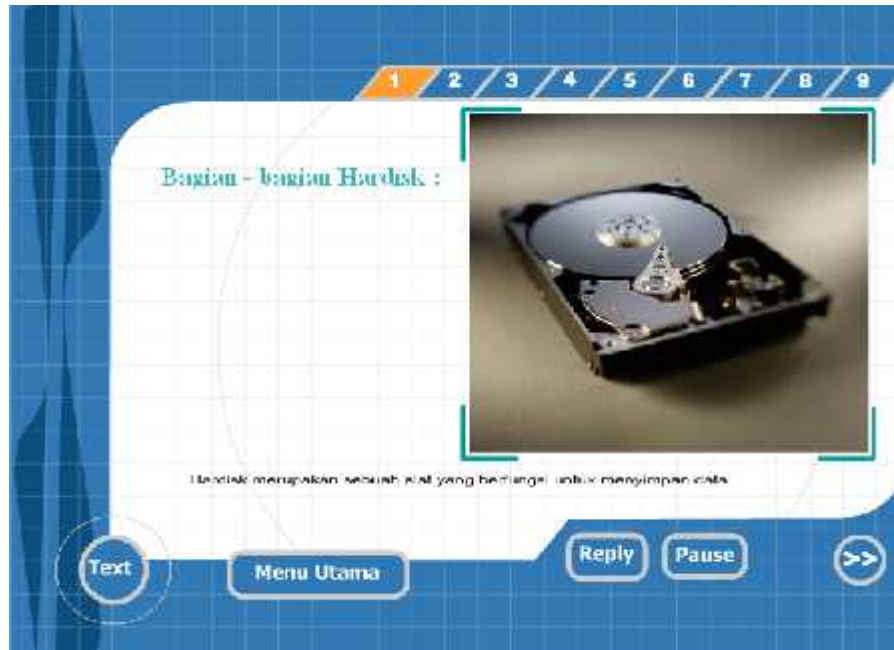 1 2 3 4 5 6 7 8 9
Bagian - bagian Hardisk :
Hardisk merupakan sebuah alat yang berfungsi untuk menyimpan data
Text
Menu Utama
Reply
Pause
>>